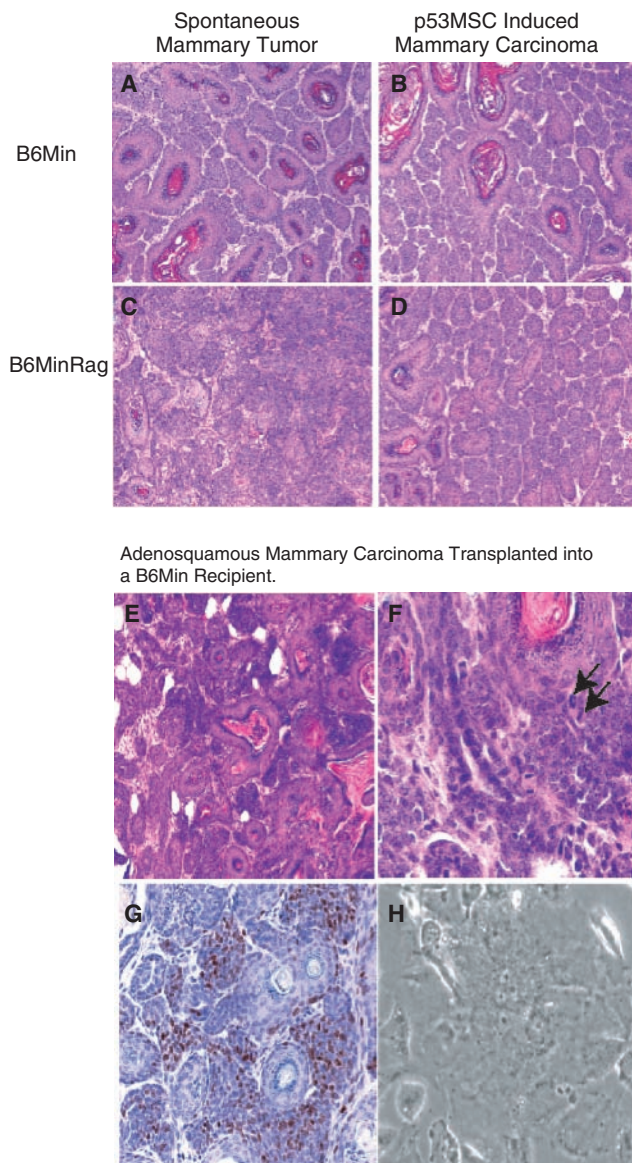 Spontaneous
Mammary Tumor
p53MSC Induced
Mammary Carcinoma
B6Min
A
B
B6MinRag
C
D
Adenosquamous Mammary Carcinoma Transplanted into
a B6Min Recipient.
E
F
G
H